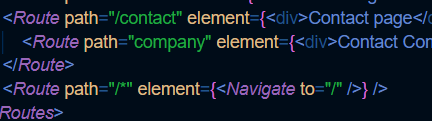 <Route path="/contact" element={<div>Contact page</
<Route path="company" element={<div>Contact Com
</Route>
<Route path="/*" element={<Navigate to="/" />} />
Routes>